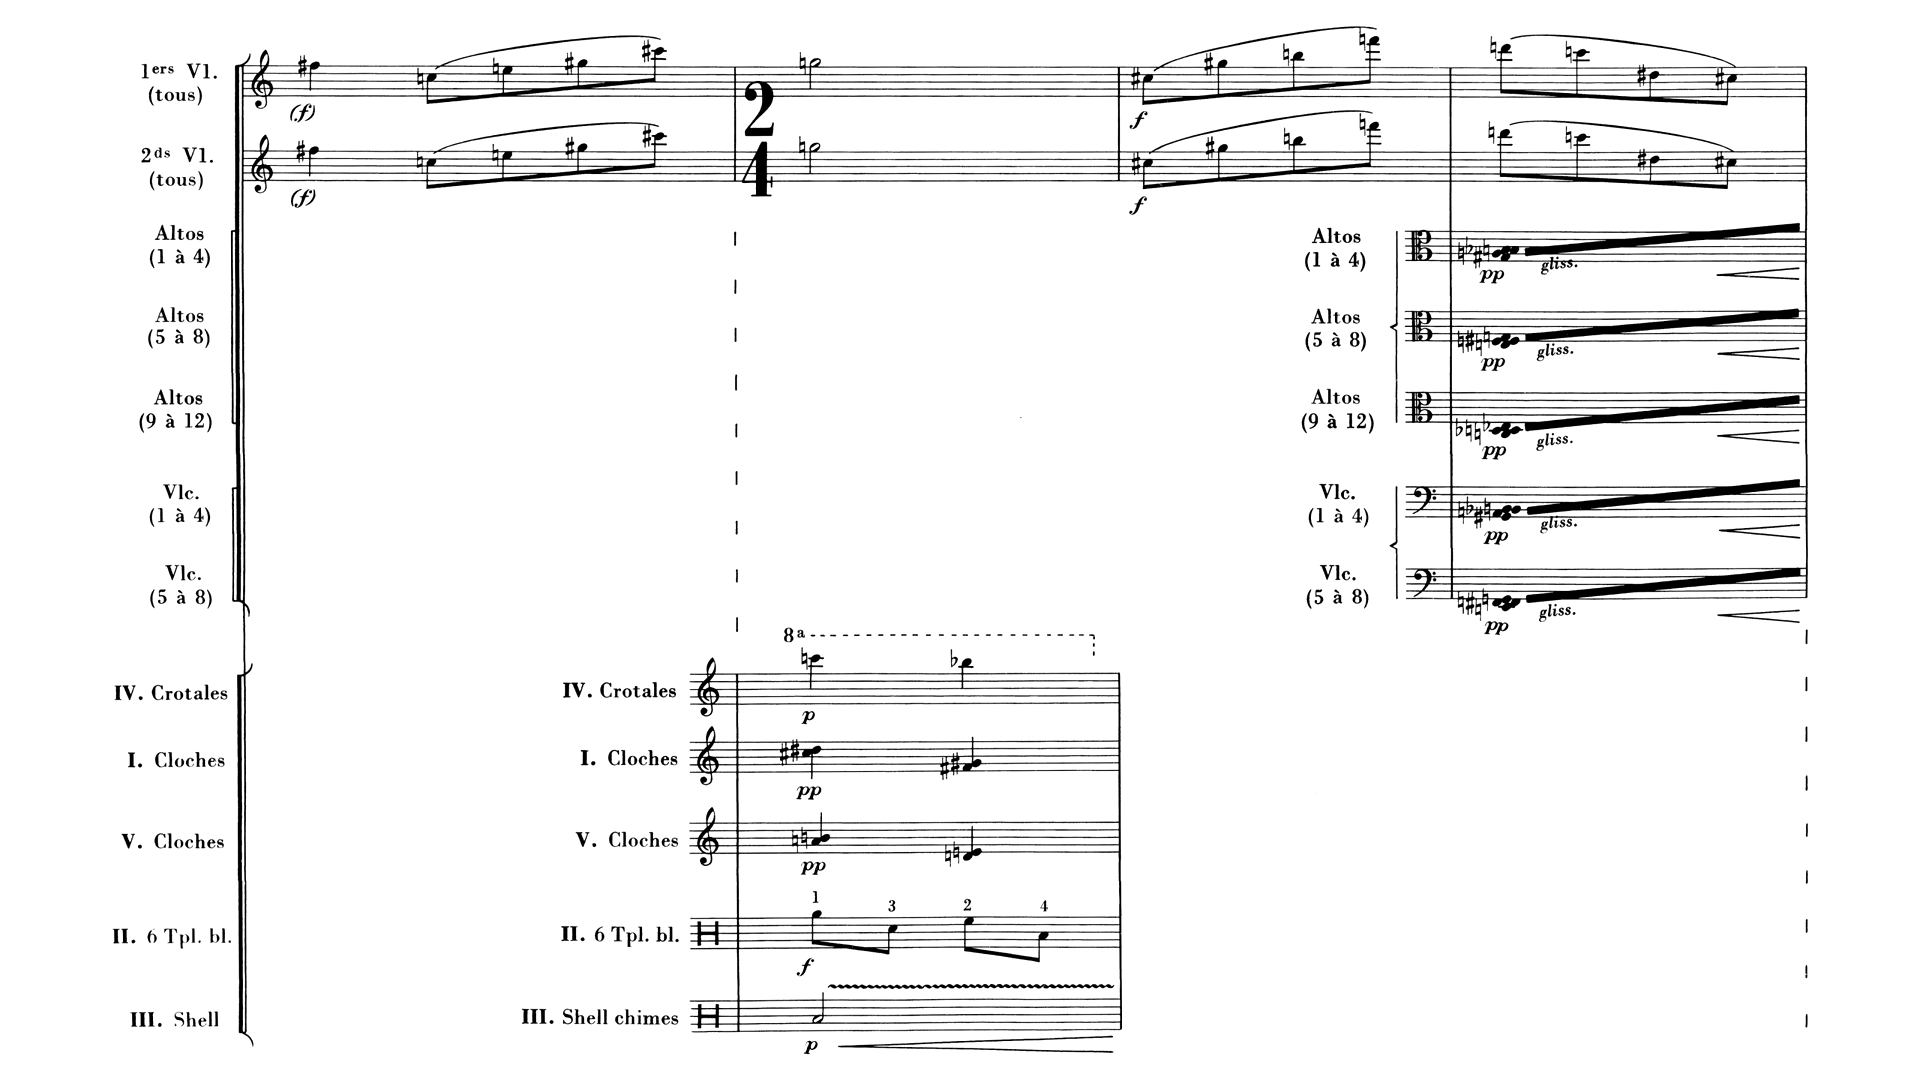 1ers Vl.
(tous)
(f)
2
4
f
2ds Vl.
(tous)
(f)
f
Altos
(1 à 4)
Altos
(1 à 4)
pp
gliss.
Altos
(5 à 8)
Altos
(5 à 8)
pp
gliss.
Altos
(9 à 12)
Altos
(9 à 12)
pp
gliss.
Vlc.
(1 à 4)
Vlc.
(1 à 4)
pp
gliss.
Vlc.
(5 à 8)
Vlc.
(5 à 8)
pp
gliss.
8a
IV. Crotales
IV. Crotales
p
I. Cloches
I. Cloches
pp
V. Cloches
V. Cloches
pp
1 3 2 4
II. 6 Tpl. bl.
II. 6 Tpl. bl.
f
III. Shell
III. Shell chimes
p